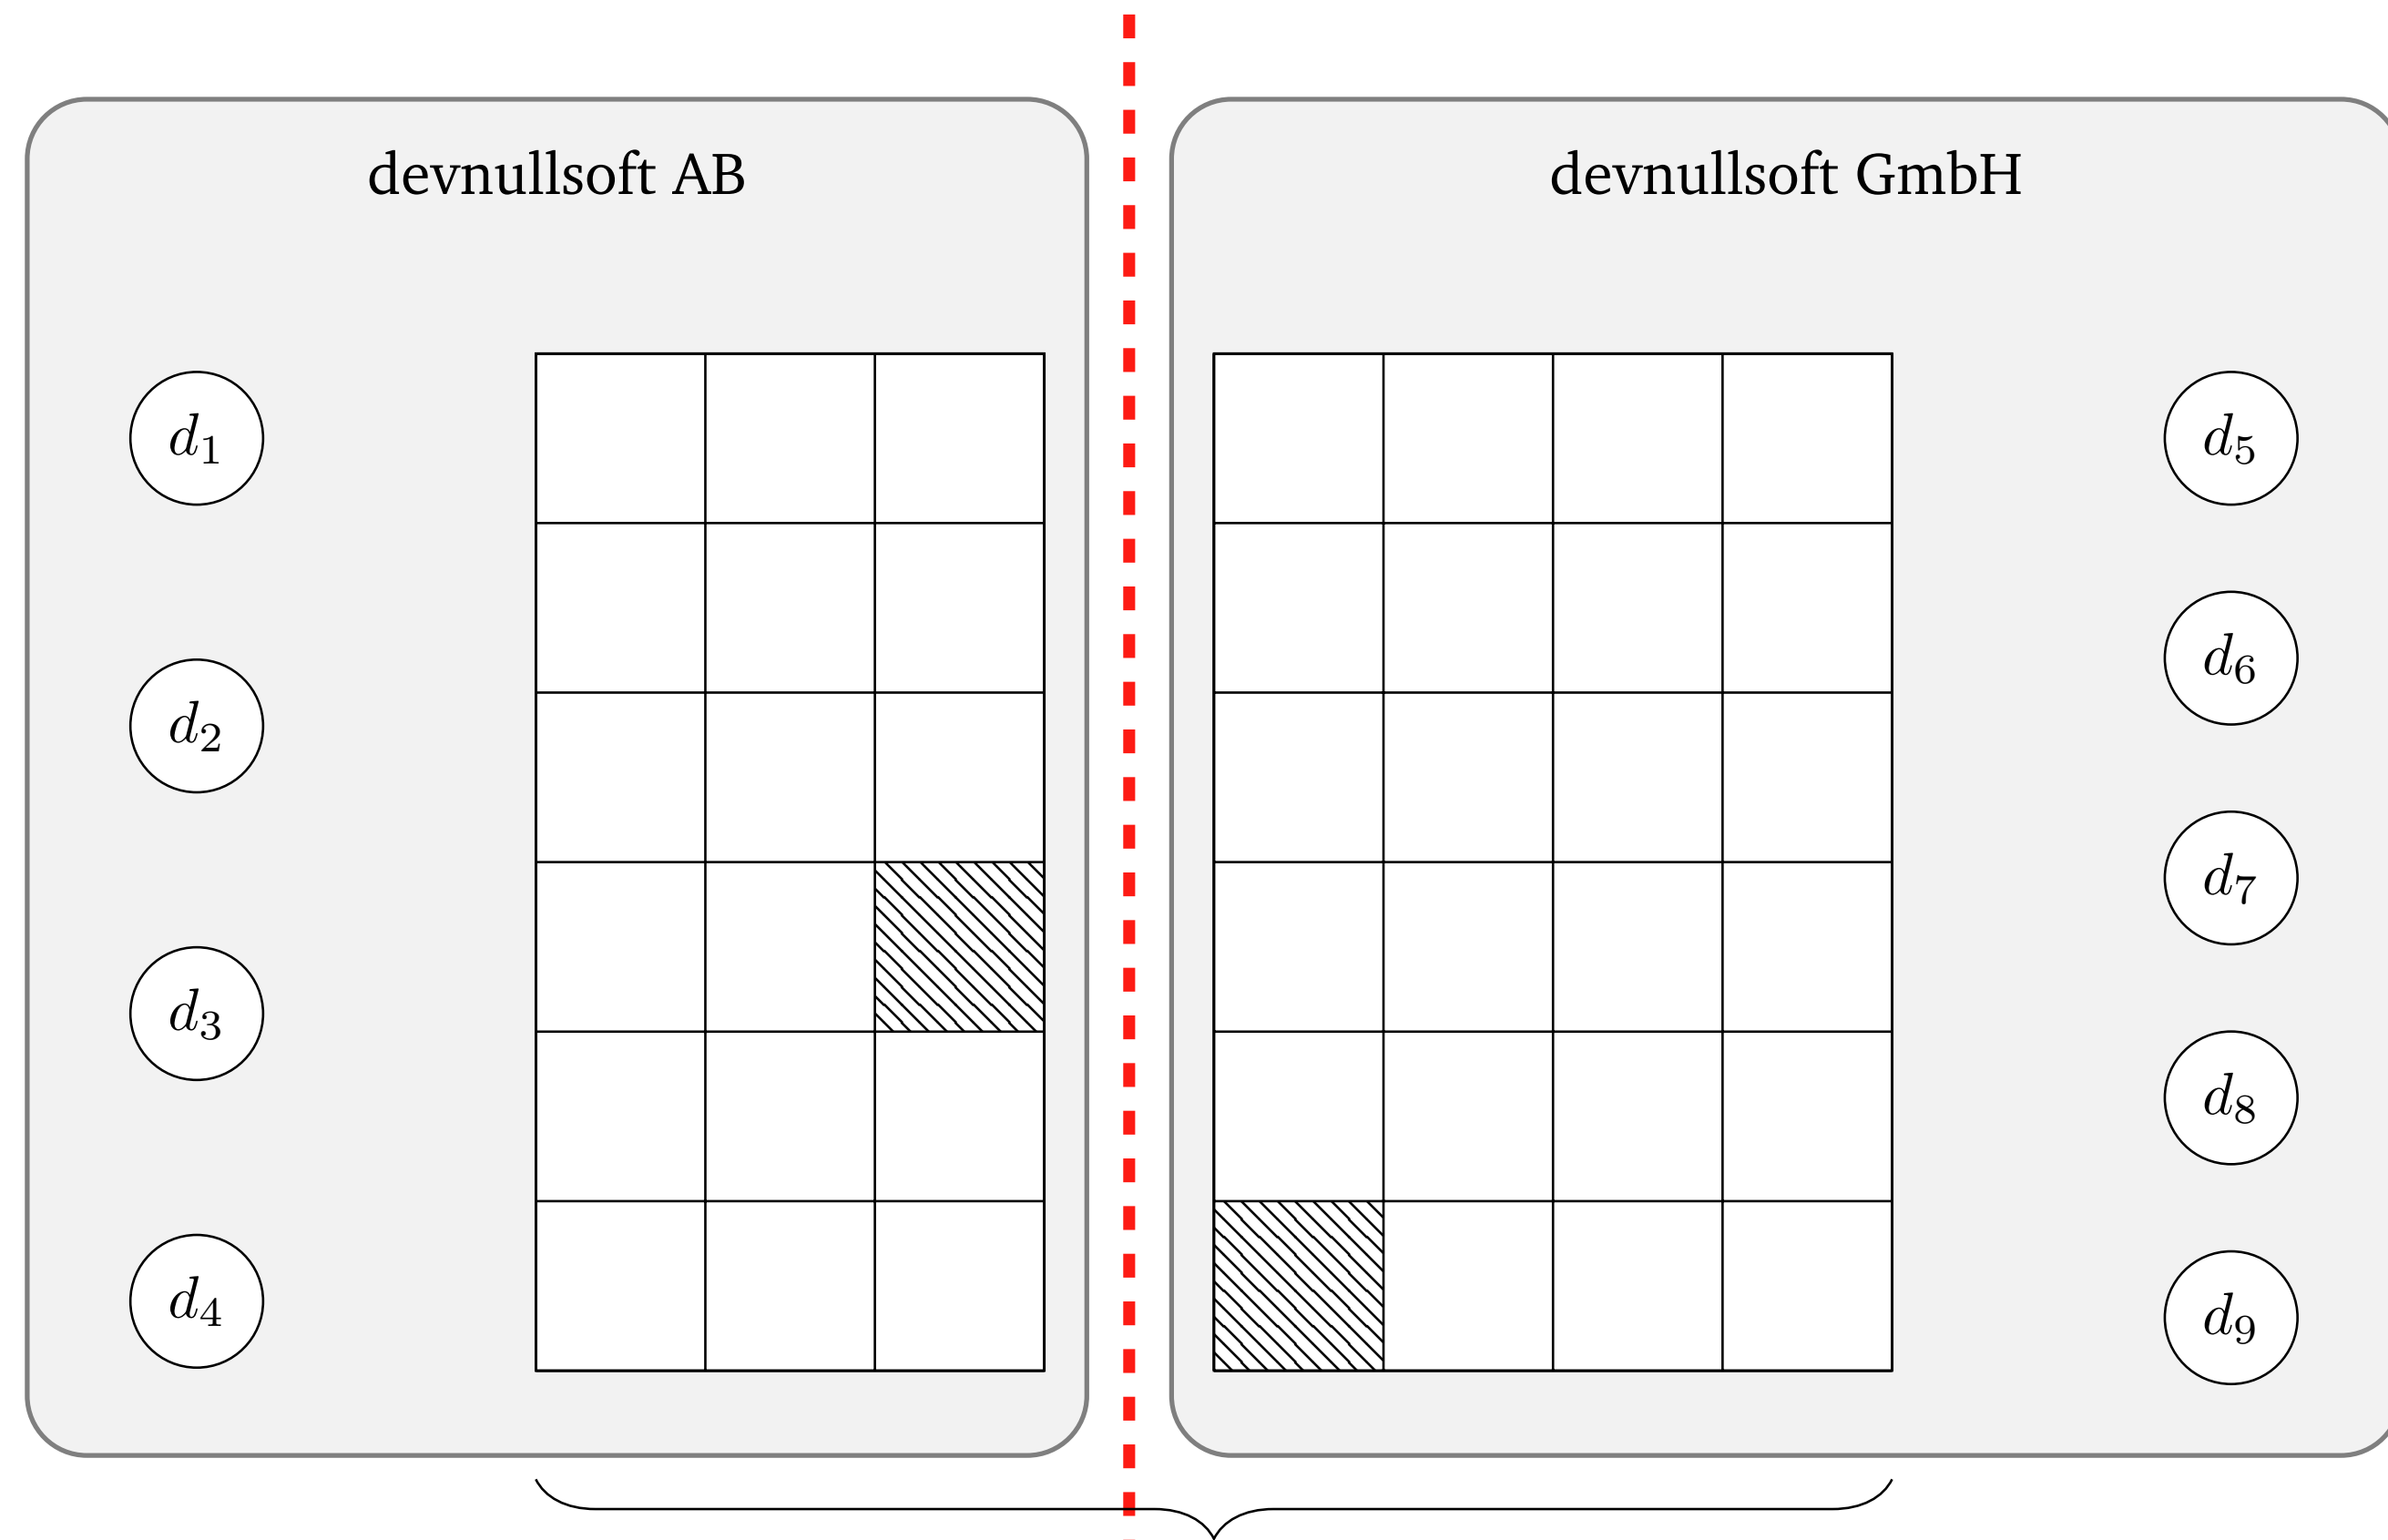 devnullsoft AB
devnullsoft GmbH
d₁
d₂
d₃
d₄
d₅
d₆
d₇
d₈
d₉